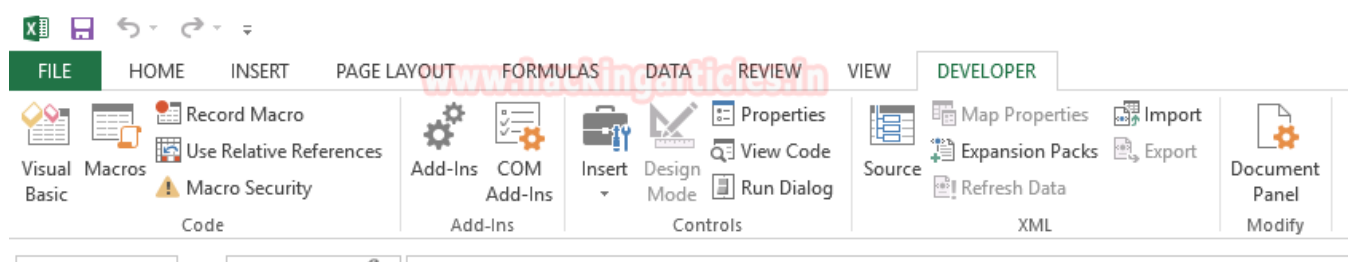 FILE HOME INSERT PAGE LAYOUT FORMULAS DATA REVIEW VIEW DEVELOPER
www.hackingarticles.in
Visual Basic
Macros
Record Macro
Use Relative References
Macro Security
Code
Add-Ins
COM Add-Ins
Add-Ins
Insert
Design Mode
Properties
View Code
Run Dialog
Controls
Source
Map Properties
Expansion Packs
Refresh Data
Import
Export
XML
Document Panel
Modify